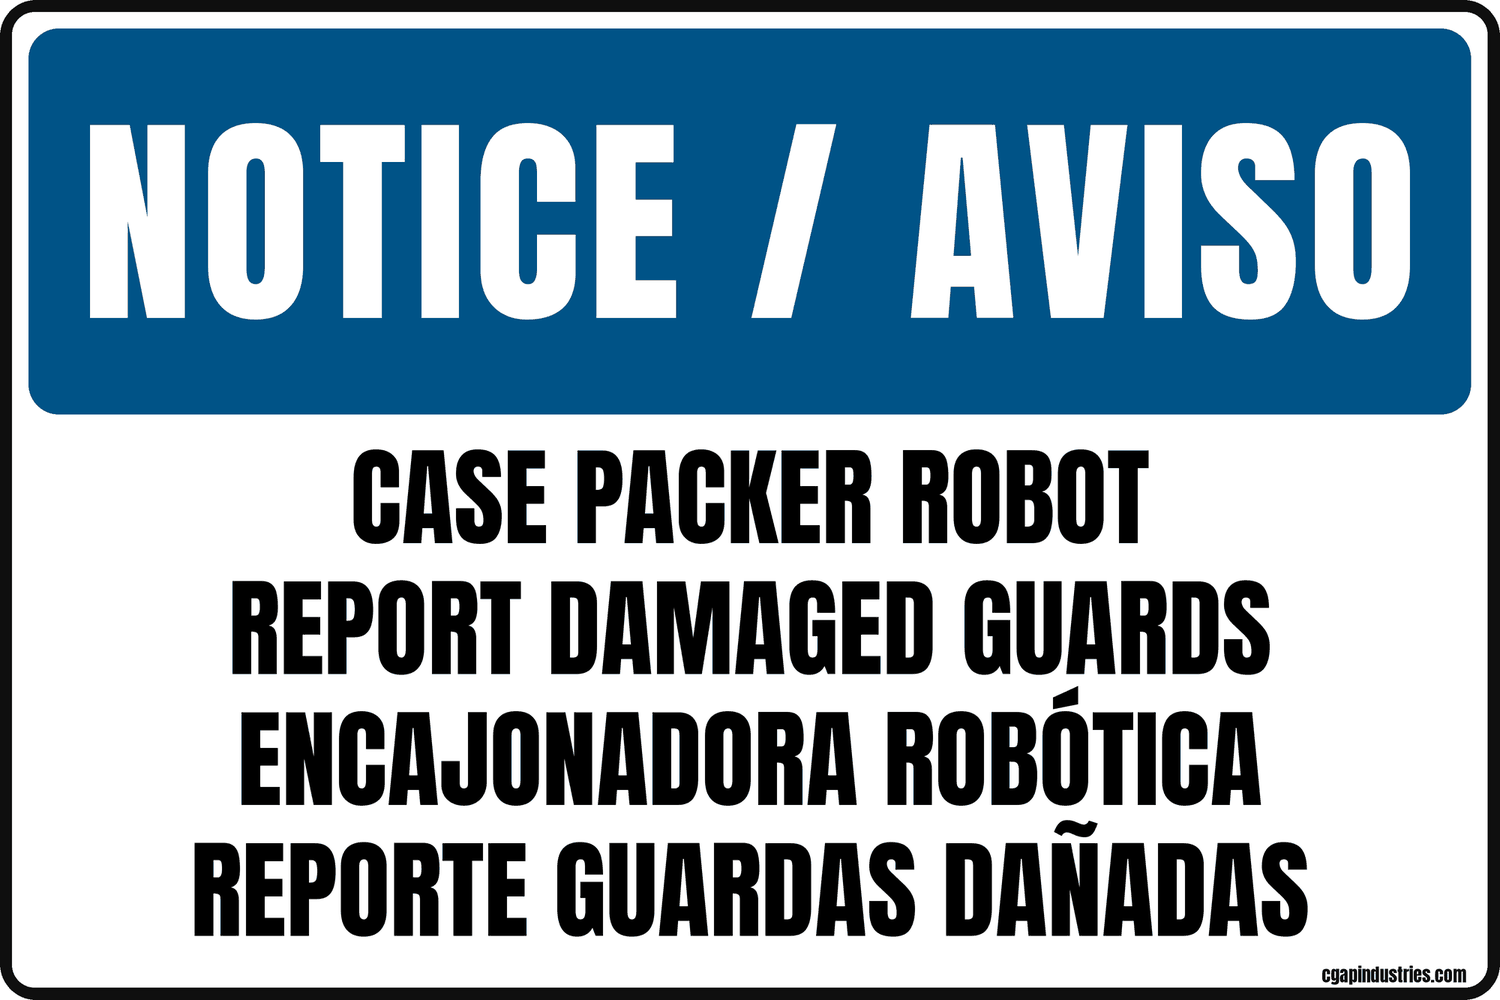 NOTICE / AVISO
CASE PACKER ROBOT
REPORT DAMAGED GUARDS
ENCAJONADORA ROBÓTICA
REPORTE GUARDAS DAÑADAS
cgapindustries.com